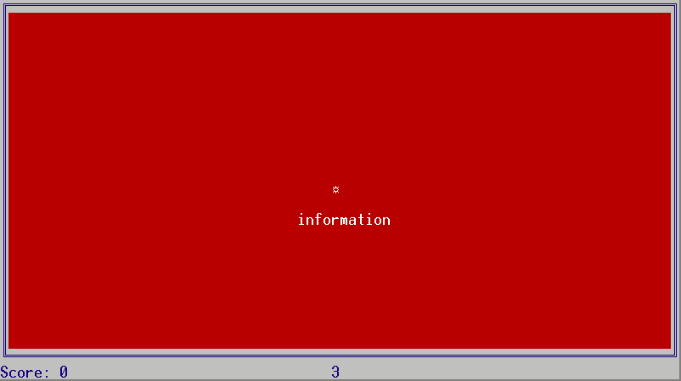 ¤
information
Score: 0 3